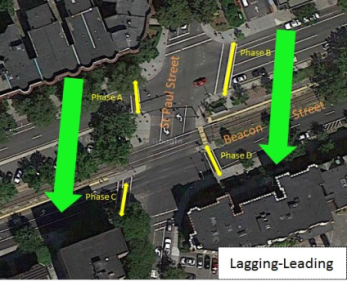 Phase B
St Paul Street
Phase A
Beacon Street
Phase D
Phase C
Lagging-Leading